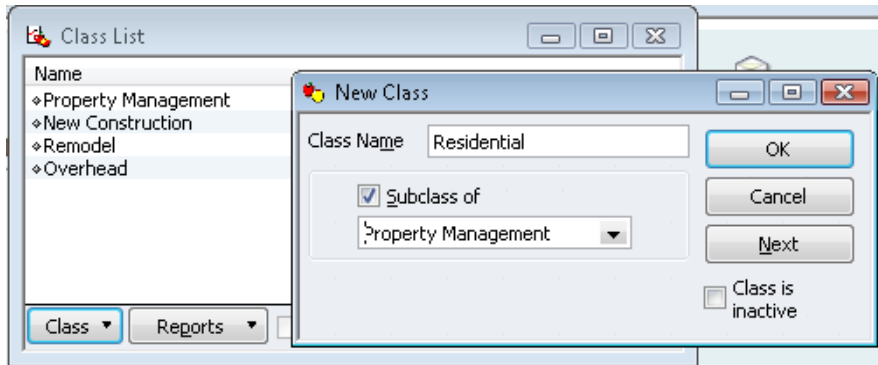 Class List
Name
Property Management
New Construction
Remodel
Overhead
Class
Reports
New Class
Class Name
Residential
Subclass of
Property Management
OK
Cancel
Next
Class is
inactive